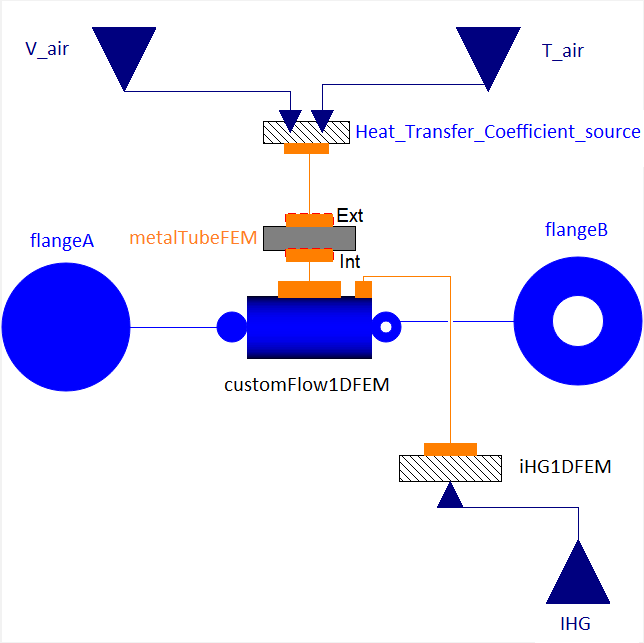 V_air
T_air
Heat_Transfer_Coefficient_source
Ext
flangeA
metalTubeFEM
flangeB
Int
customFlow1DFEM
iHG1DFEM
IHG